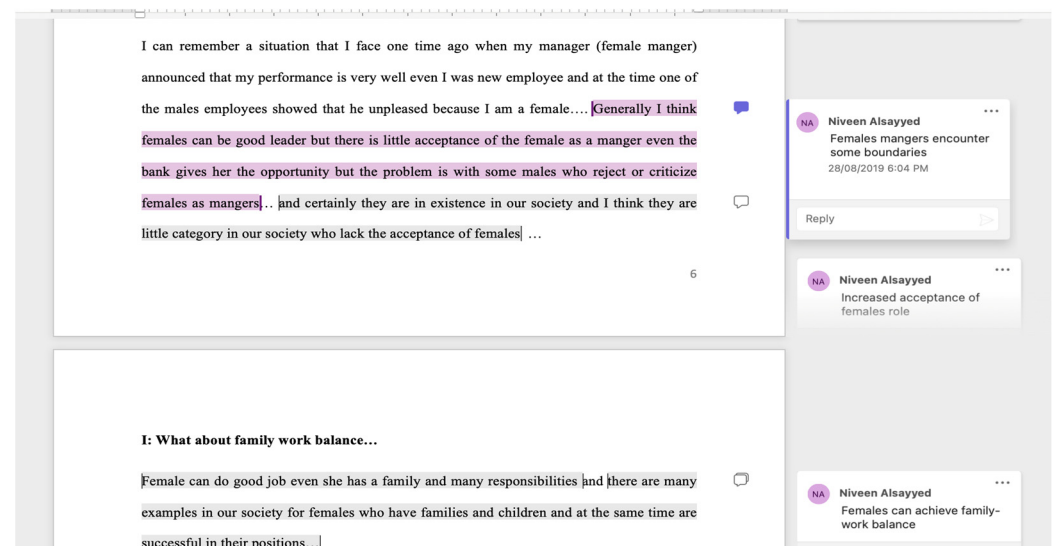 I can remember a situation that I face one time ago when my manager (female manger)
announced that my performance is very well even I was new employee and at the time one of
the males employees showed that he unpleased because I am a female…. Generally I think
females can be good leader but there is little acceptance of the female as a manger even the
bank gives her the opportunity but the problem is with some males who reject or criticize
females as mangers… and certainly they are in existence in our society and I think they are
little category in our society who lack the acceptance of females …
6
NA
Niveen Alsayyed
Females mangers encounter
some boundaries
28/08/2019 6:04 PM
Reply
NA
Niveen Alsayyed
Increased acceptance of
females role
I: What about family work balance…
Female can do good job even she has a family and many responsibilities and there are many
examples in our society for females who have families and children and at the same time are
successful in their positions…
NA
Niveen Alsayyed
Females can achieve family-
work balance